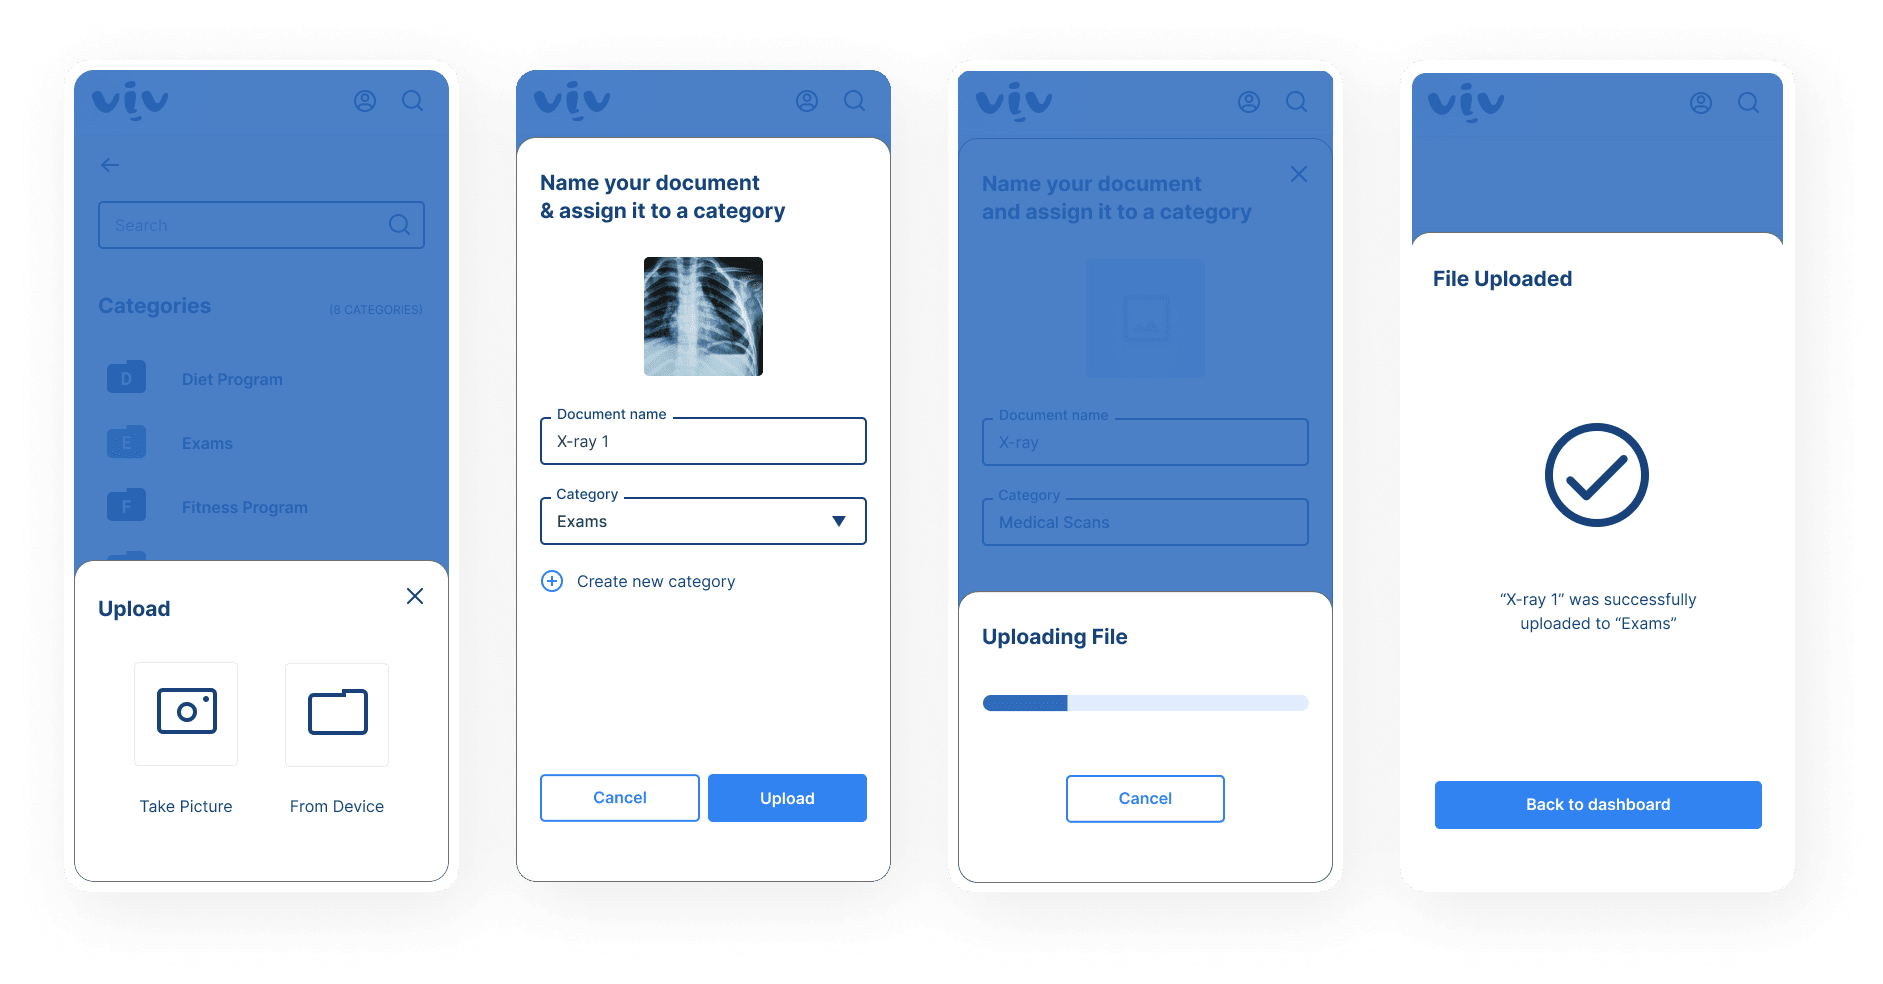 viv
Search
Categories
(8 CATEGORIES)
D
Diet Program
E
Exams
F
Fitness Program
Upload
Take Picture
From Device
viv
Name your document
& assign it to a category
Document name
X-ray 1
Category
Exams
Create new category
Cancel
Upload
viv
Name your document
and assign it to a category
Document name
X-ray
Category
Medical Scans
Uploading File
Cancel
viv
File Uploaded
“X-ray 1” was successfully
uploaded to “Exams”
Back to dashboard